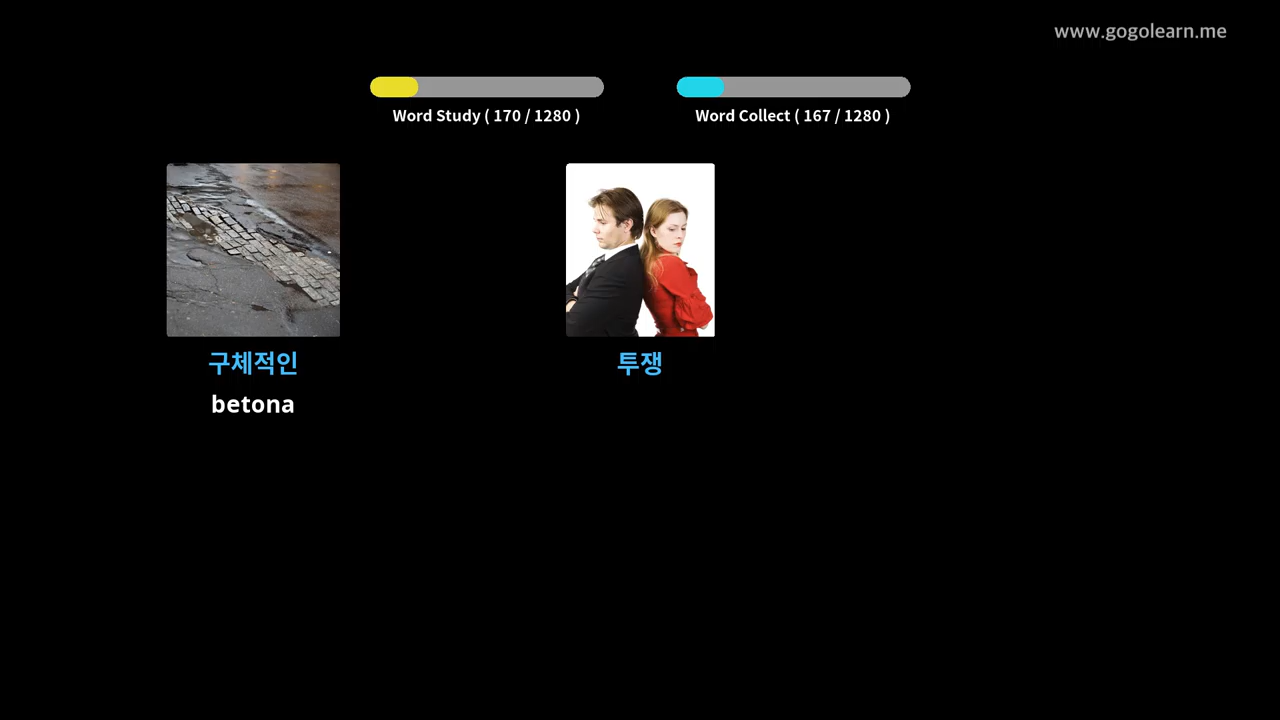 www.gogolearn.me
Word Study ( 170 / 1280 )
Word Collect ( 167 / 1280 )
구체적인
betona
투쟁